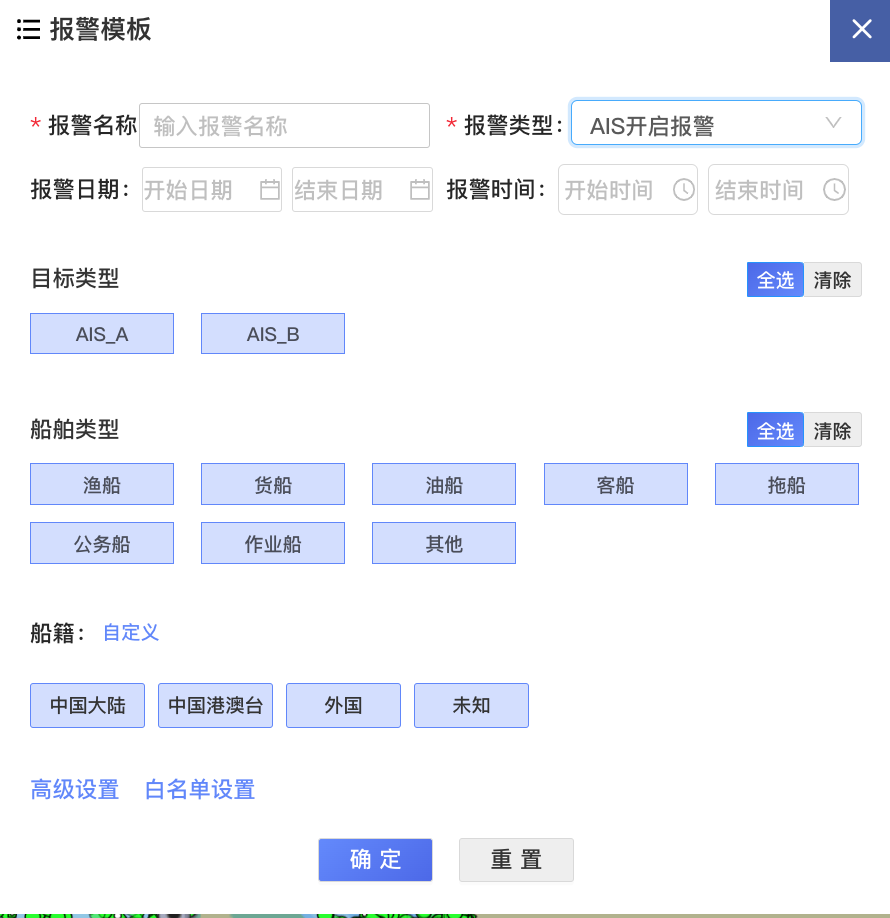 报警模板
* 报警名称 输入报警名称 * 报警类型: AIS开启报警
报警日期: 开始日期 结束日期 报警时间: 开始时间 结束时间
目标类型 全选 清除
AIS_A AIS_B
船舶类型 全选 清除
渔船 货船 油船 客船 拖船
公务船 作业船 其他
船籍: 自定义
中国大陆 中国港澳台 外国 未知
高级设置 白名单设置
确 定 重 置